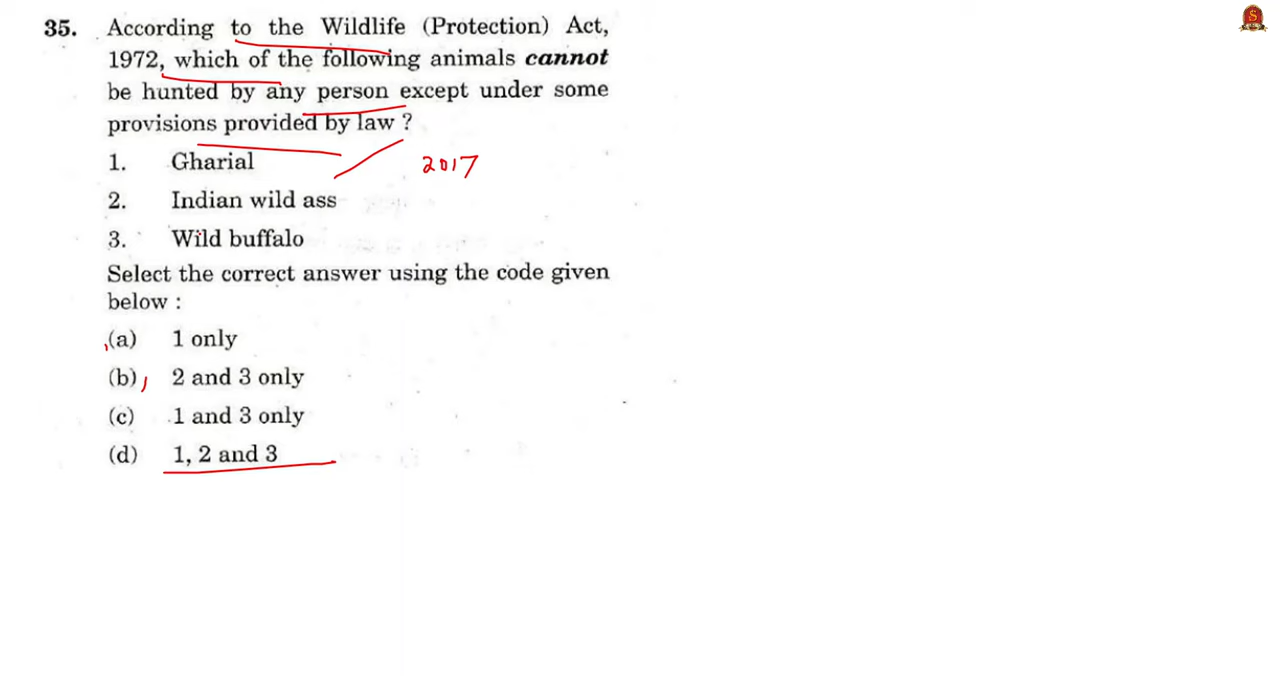 35. According to the Wildlife (Protection) Act,
1972, which of the following animals cannot
be hunted by any person except under some
provisions provided by law ?
1. Gharial
2017
2. Indian wild ass
3. Wild buffalo
Select the correct answer using the code given
below :
(a) 1 only
(b) 2 and 3 only
(c) 1 and 3 only
(d) 1, 2 and 3